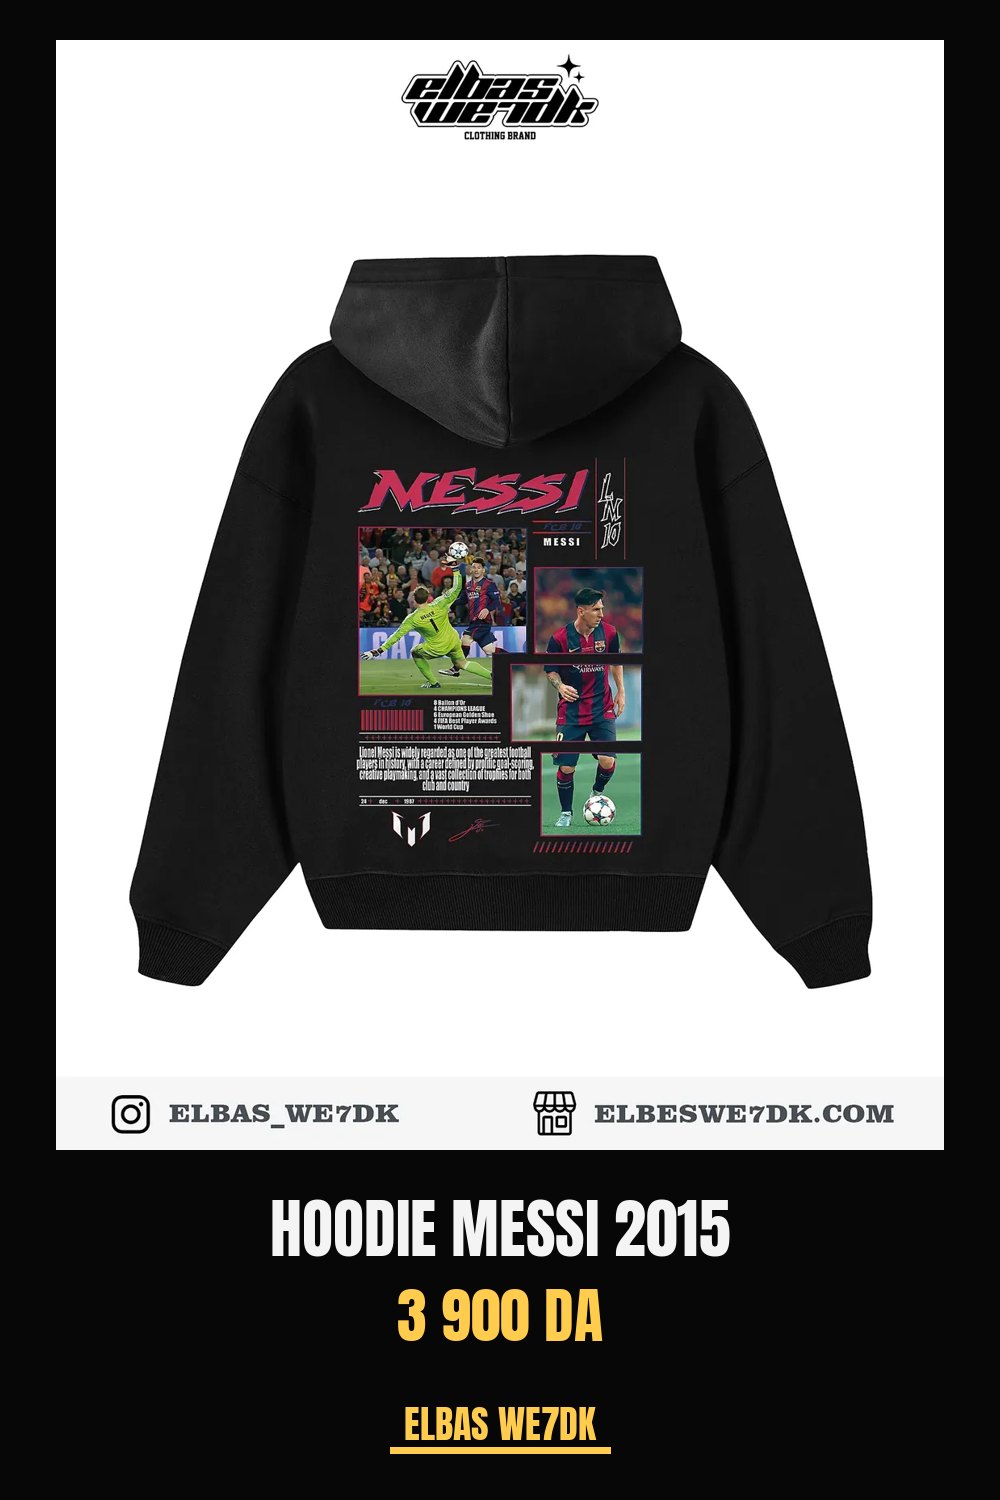 elbas
we7dk
CLOTHING BRAND
MESSI
LM10
FCB 10
MESSI
1
QATAR
AIRWAYS
FCB 10
8 Ballon d'Or
4 CHAMPIONS LEAGUE
6 European Golden Shoe
4 FIFA Best Player Awards
1 World Cup
Lionel Messi is widely regarded as one of the greatest football
players in history, with a career defined by prolific goal-scoring,
creative playmaking, and a vast collection of trophies for both
club and country
24 dec 1987
ELBAS_WE7DK
ELBESWE7DK.COM
HOODIE MESSI 2015
3 900 DA
ELBAS WE7DK